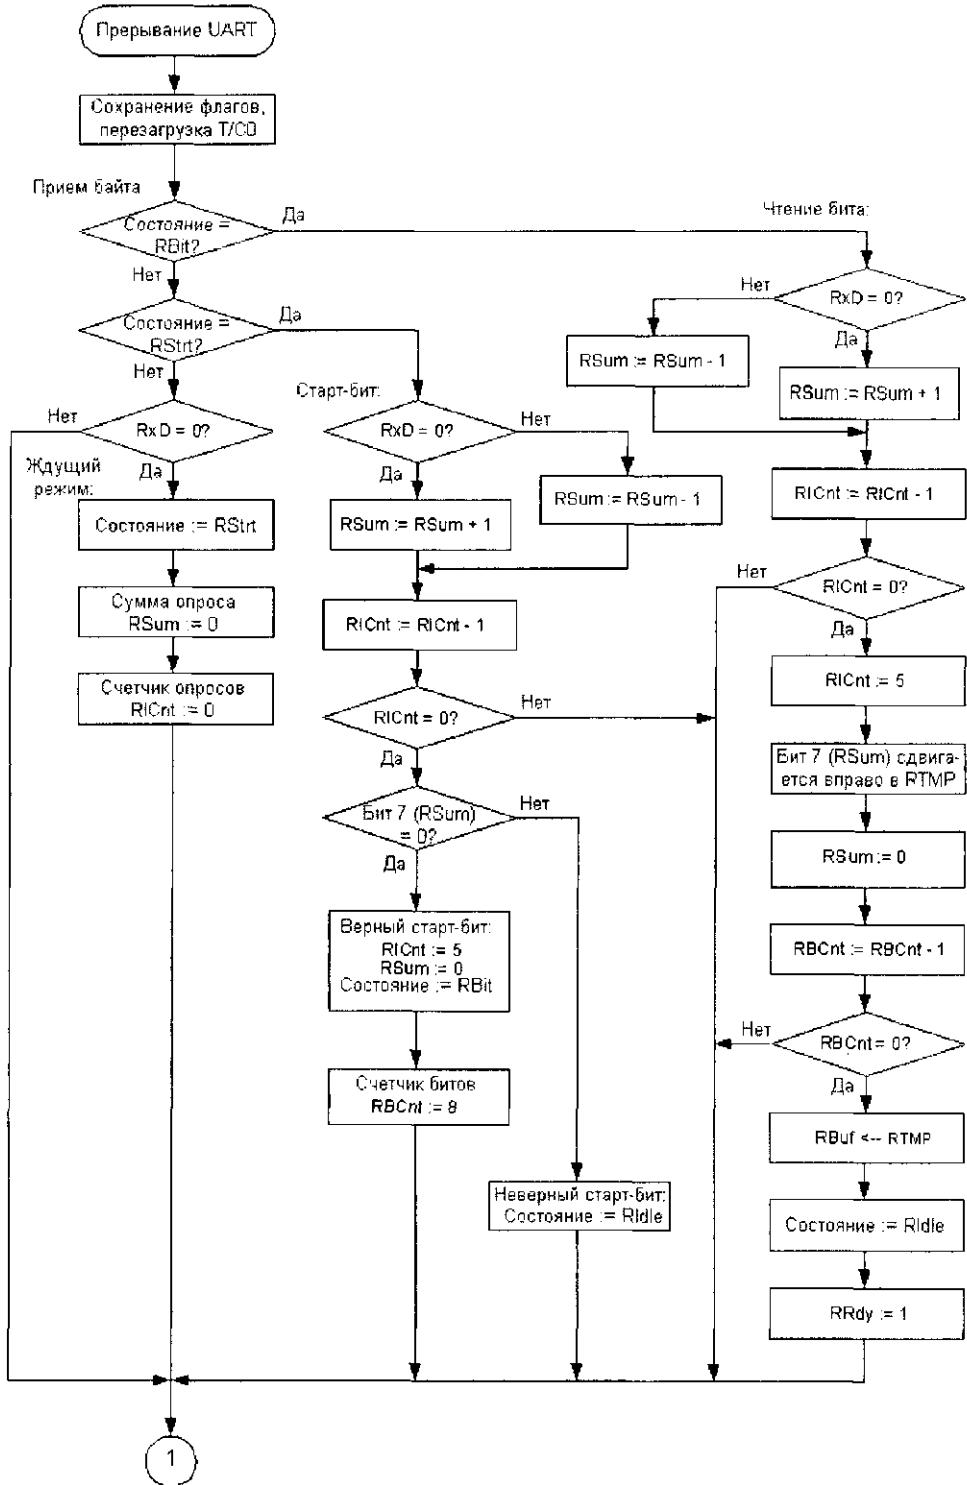 Прерывание UART
Сохранение флагов,
перезагрузка T/C0
Прием байта
Состояние =
RBit?
Да
Нет
Состояние =
RStrt?
Да
Нет
RxD = 0?
Нет
Да
Ждущий
режим:
Состояние := RStrt
Сумма опроса
RSum := 0
Счетчик опросов
RICnt := 0
Старт-бит:
RxD = 0?
Нет
Да
RSum := RSum - 1
RSum := RSum + 1
RICnt := RICnt - 1
RICnt = 0?
Нет
Да
Бит 7 (RSum)
= 0?
Нет
Да
Верный старт-бит:
RICnt := 5
RSum := 0
Состояние := RBit
Счетчик битов
RBCnt := 8
Неверный старт-бит:
Состояние := RIdle
Чтение бита:
RxD = 0?
Нет
Да
RSum := RSum - 1
RSum := RSum + 1
RICnt := RICnt - 1
RICnt = 0?
Нет
Да
RICnt := 5
Бит 7 (RSum) сдвига-
ется вправо в RTMP
RSum := 0
RBCnt := RBCnt - 1
RBCnt = 0?
Нет
Да
RBuf <-- RTMP
Состояние := RIdle
RRdy := 1
1